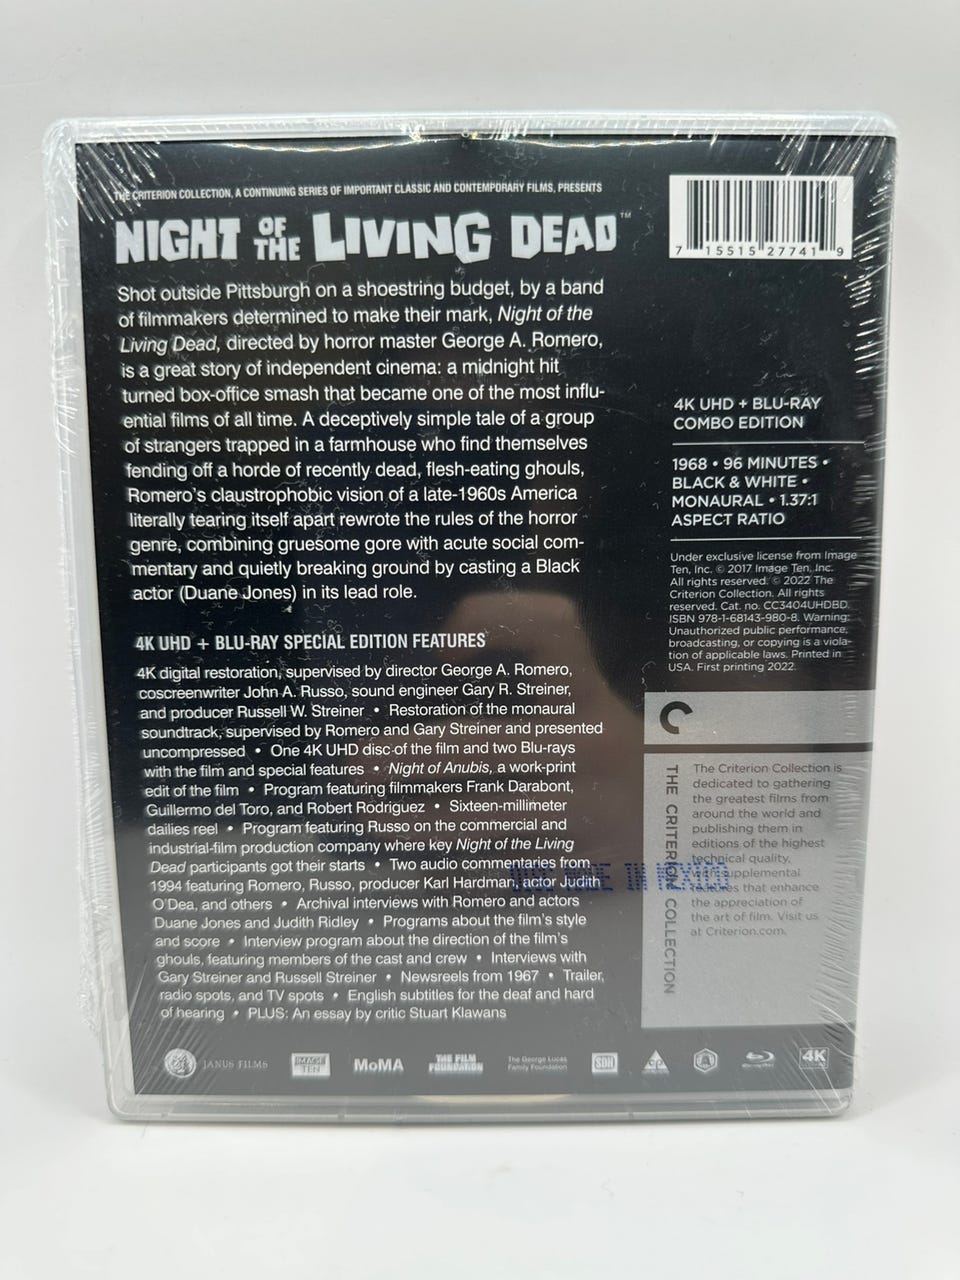 THE CRITERION COLLECTION, A CONTINUING SERIES OF IMPORTANT CLASSIC AND CONTEMPORARY FILMS, PRESENTS
NIGHT OF THE LIVING DEAD™
Shot outside Pittsburgh on a shoestring budget, by a band
of filmmakers determined to make their mark, Night of the
Living Dead, directed by horror master George A. Romero,
is a great story of independent cinema: a midnight hit
turned box-office smash that became one of the most influ-
ential films of all time. A deceptively simple tale of a group
of strangers trapped in a farmhouse who find themselves
fending off a horde of recently dead, flesh-eating ghouls,
Romero's claustrophobic vision of a late-1960s America
literally tearing itself apart rewrote the rules of the horror
genre, combining gruesome gore with acute social com-
mentary and quietly breaking ground by casting a Black
actor (Duane Jones) in its lead role.
4K UHD + BLU-RAY SPECIAL EDITION FEATURES
4K digital restoration, supervised by director George A. Romero,
coscreenwriter John A. Russo, sound engineer Gary R. Streiner,
and producer Russell W. Streiner • Restoration of the monaural
soundtrack, supervised by Romero and Gary Streiner and presented
uncompressed • One 4K UHD disc of the film and two Blu-rays
with the film and special features • Night of Anubis, a work-print
edit of the film • Program featuring filmmakers Frank Darabont,
Guillermo del Toro, and Robert Rodriguez • Sixteen-millimeter
dailies reel • Program featuring Russo on the commercial and
industrial-film production company where key Night of the Living
Dead participants got their starts • Two audio commentaries from
1994 featuring Romero, Russo, producer Karl Hardman, actor Judith
O'Dea, and others • Archival interviews with Romero and actors
Duane Jones and Judith Ridley • Programs about the film's style
and score • Interview program about the direction of the film's
ghouls, featuring members of the cast and crew • Interviews with
Gary Streiner and Russell Streiner • Newsreels from 1967 • Trailer,
radio spots, and TV spots • English subtitles for the deaf and hard
of hearing • PLUS: An essay by critic Stuart Klawans
7 15515 27741 9
4K UHD + BLU-RAY
COMBO EDITION
1968 • 96 MINUTES •
BLACK & WHITE •
MONAURAL • 1.37:1
ASPECT RATIO
Under exclusive license from Image
Ten, Inc. © 2017 Image Ten, Inc.
All rights reserved. © 2022 The
Criterion Collection. All rights
reserved. Cat. no. CC3404UHDBD.
ISBN 978-1-68143-980-8. Warning:
Unauthorized public performance,
broadcasting, or copying is a viola-
tion of applicable laws. Printed in
USA. First printing 2022.
THE CRITERION COLLECTION
The Criterion Collection is
dedicated to gathering
the greatest films from
around the world and
publishing them in
editions of the highest
technical quality,
with supplemental
features that enhance
the appreciation of
the art of film. Visit us
at Criterion.com.
DISC MADE IN MEXICO
JANUS FILMS
IMAGE TEN
MoMA
THE FILM FOUNDATION
The George Lucas
Family Foundation
SDH
A
Blu-ray Disc
4K